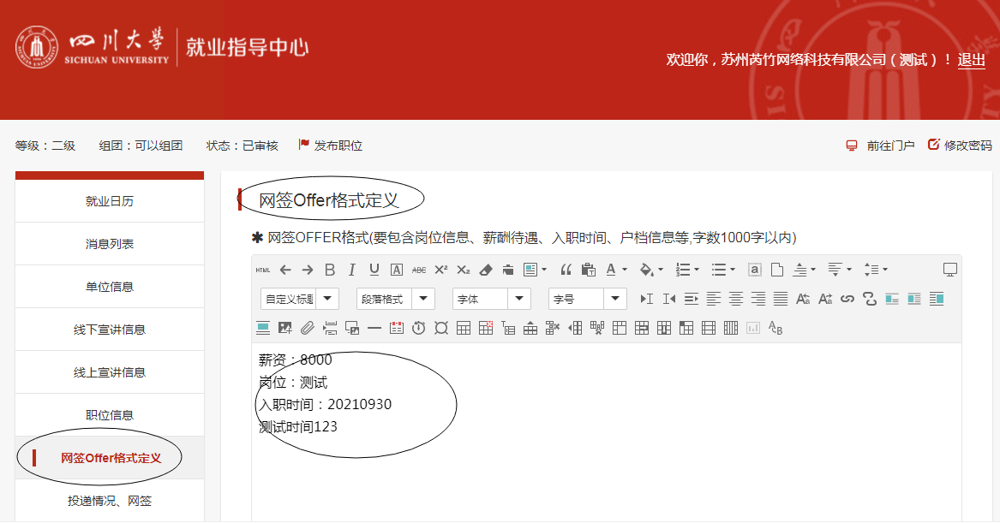 四川大学
SICHUAN UNIVERSITY
就业指导中心
欢迎你，苏州芮竹网络科技有限公司（测试）！ 退出
等级：二级 组团：可以组团 状态：已审核 发布职位 前往门户 修改密码
就业日历
消息列表
单位信息
线下宣讲信息
线上宣讲信息
职位信息
网签Offer格式定义
投递情况、网签
网签Offer格式定义
✱ 网签OFFER格式(要包含岗位信息、薪酬待遇、入职时间、户档信息等,字数1000字以内)
HTML B I U A ABC X² X₂ A a
自定义标题 段落格式 字体 字号
薪资：8000
岗位：测试
入职时间：20210930
测试时间123